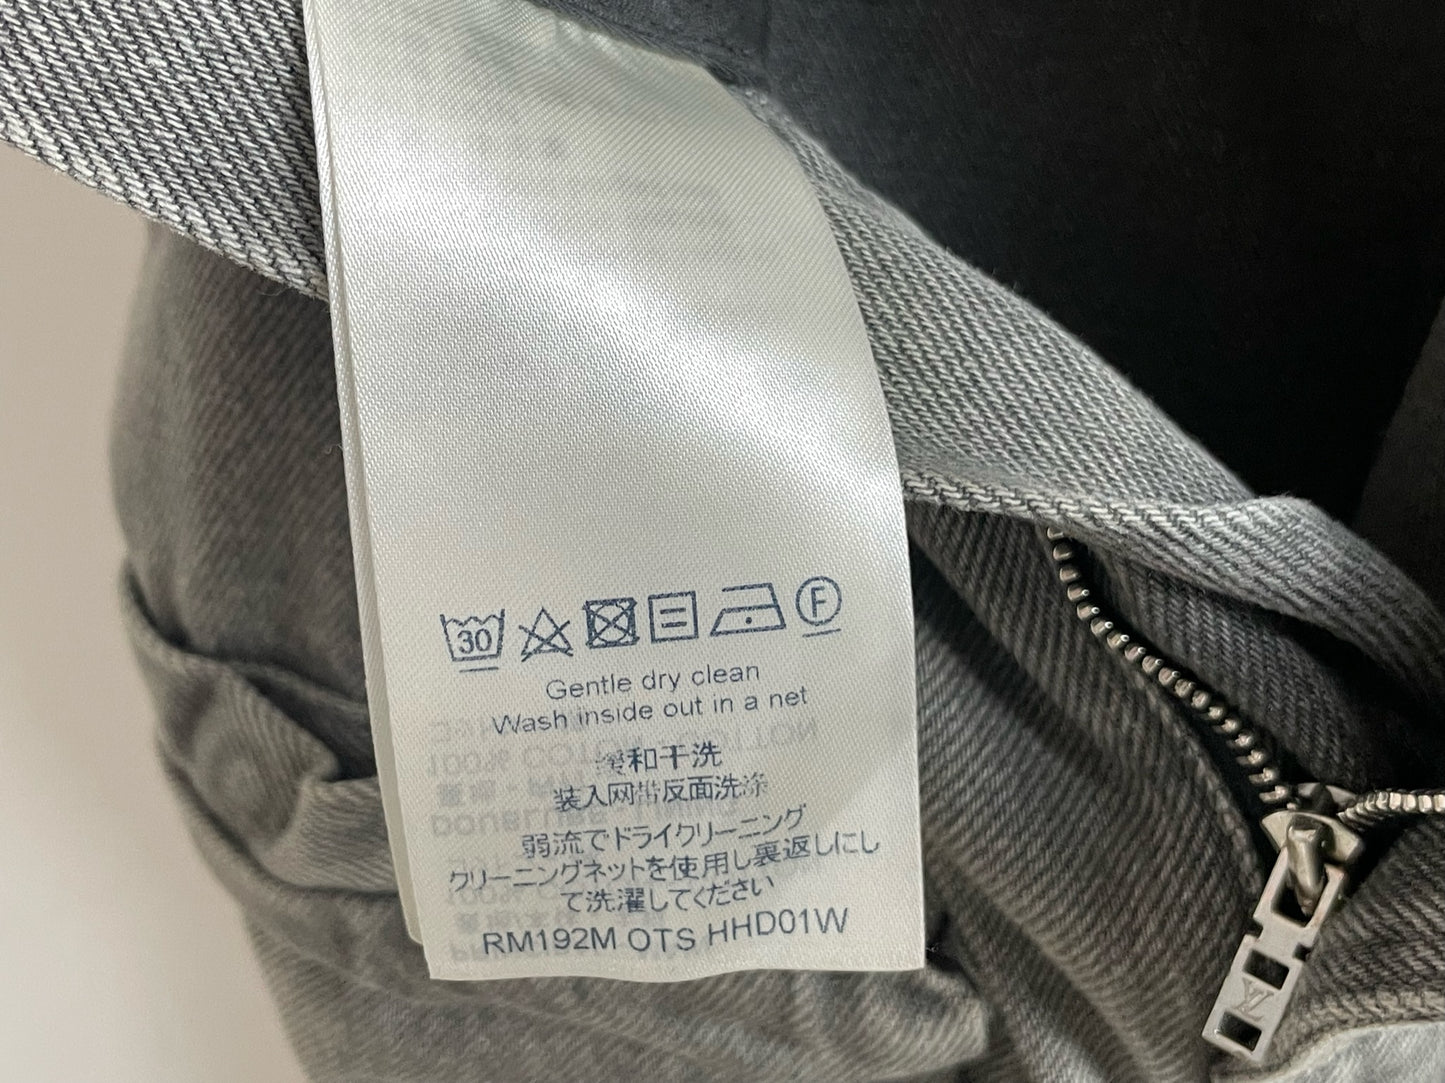 30
F
Gentle dry clean
Wash inside out in a net
缓和干洗
装入网带反面洗涤
弱流でドライクリーニング
クリーニングネットを使用し裏返しにし
て洗濯してください
RM192M OTS HHD01W
LV